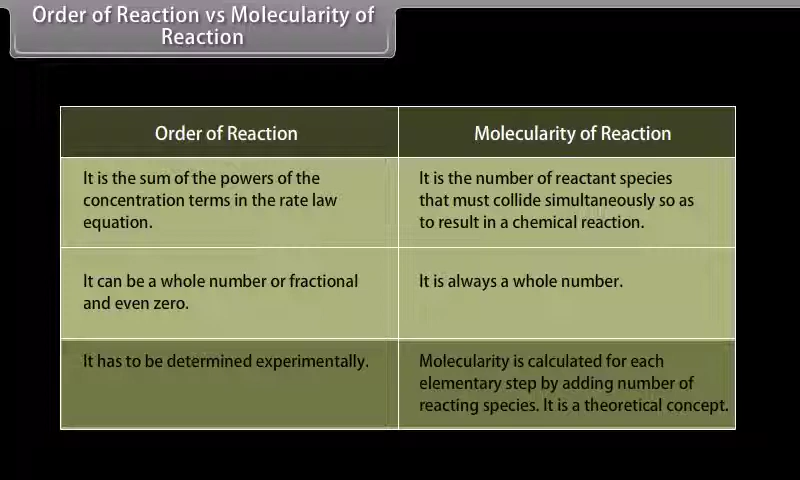 Order of Reaction vs Molecularity of
Reaction
Order of Reaction
Molecularity of Reaction
It is the sum of the powers of the
concentration terms in the rate law
equation.
It is the number of reactant species
that must collide simultaneously so as
to result in a chemical reaction.
It can be a whole number or fractional
and even zero.
It is always a whole number.
It has to be determined experimentally.
Molecularity is calculated for each
elementary step by adding number of
reacting species. It is a theoretical concept.